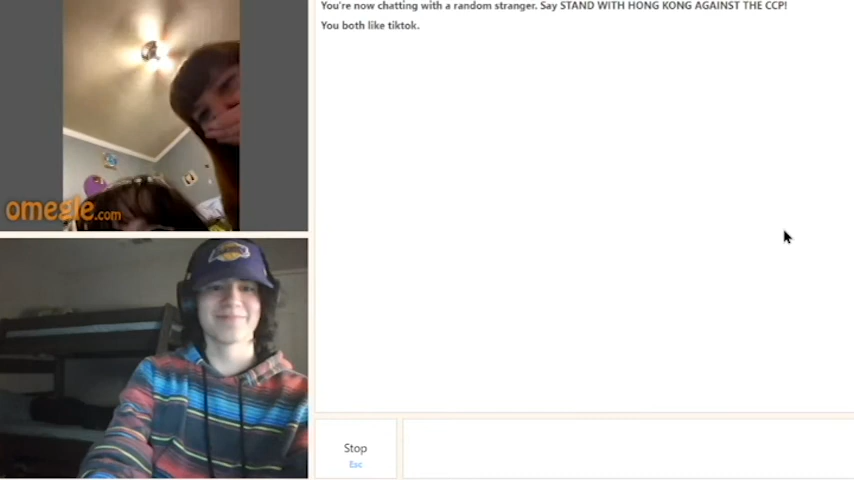 You're now chatting with a random stranger. Say STAND WITH HONG KONG AGAINST THE CCP!
You both like tiktok.
omegle.com
Stop
Esc